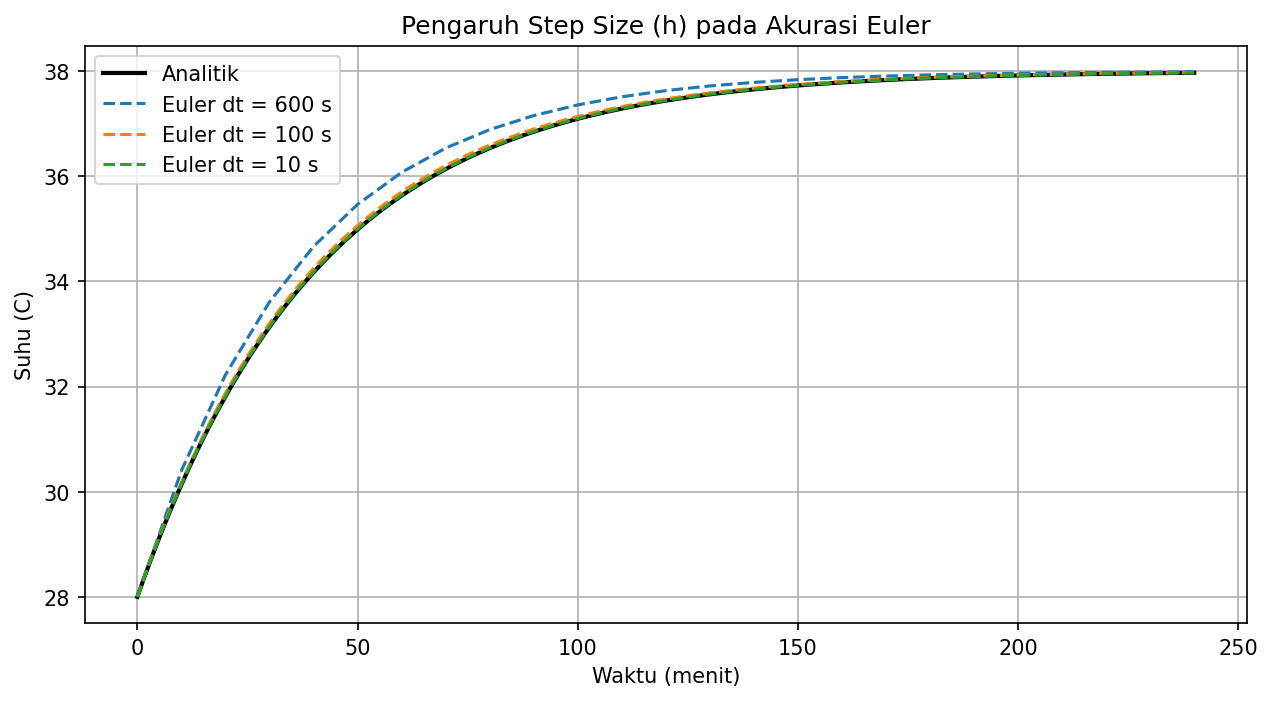 Pengaruh Step Size (h) pada Akurasi Euler
Analitik
Euler dt = 600 s
Euler dt = 100 s
Euler dt = 10 s
Suhu (C)
38
36
34
32
30
28
0
50
100
150
200
250
Waktu (menit)